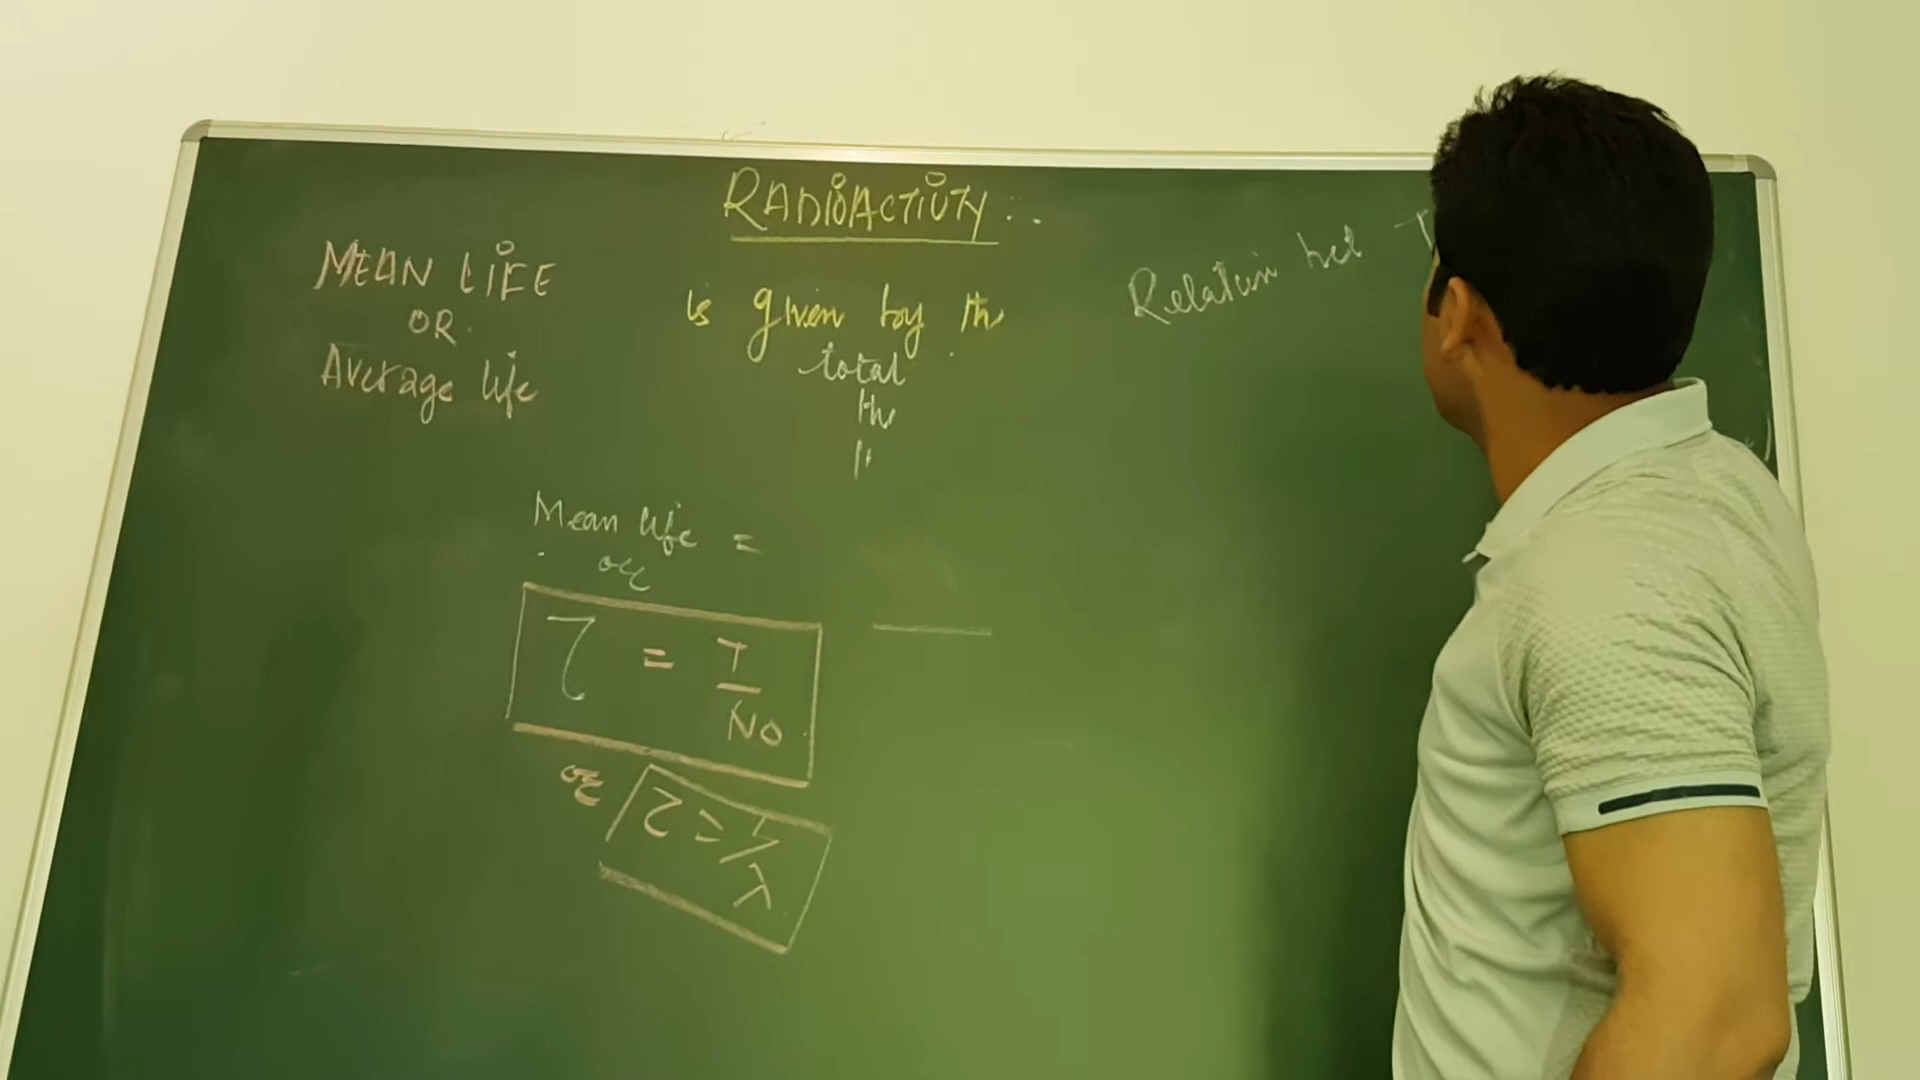 RADIOACTIVITY :.
MEAN LIFE
OR
Average life
is given by the
total
the
Mean life =
or
τ = T
No
or τ = 1/λ
Relation bet T